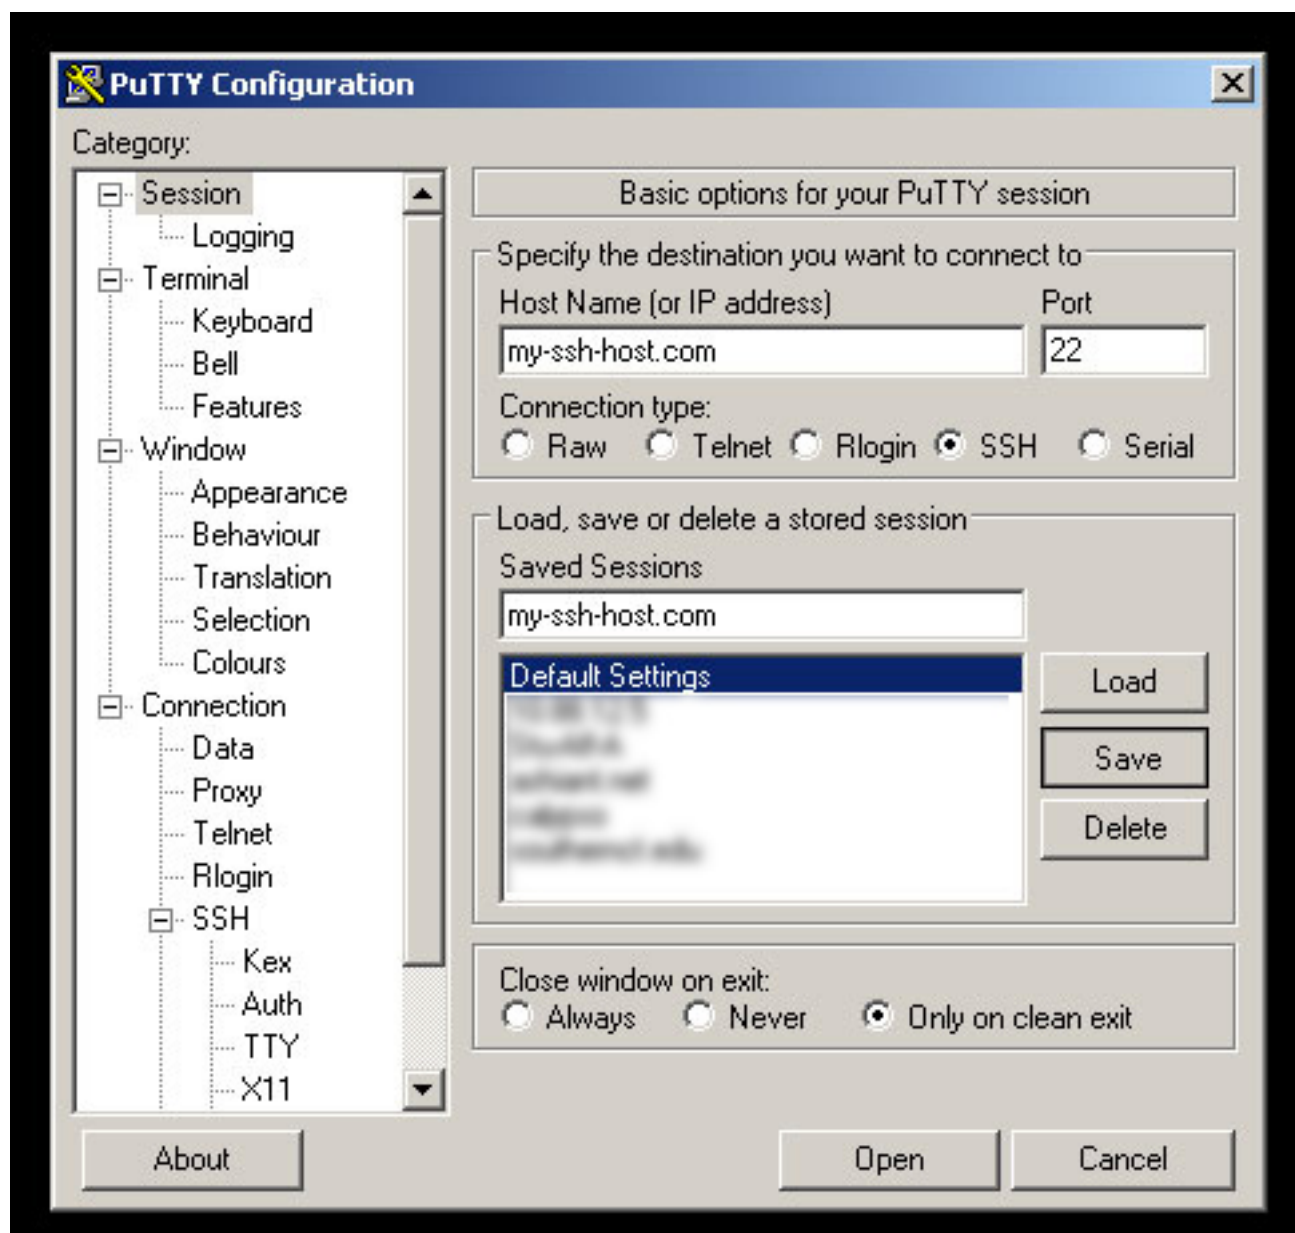 PuTTY Configuration
Category:
Session
Logging
Terminal
Keyboard
Bell
Features
Window
Appearance
Behaviour
Translation
Selection
Colours
Connection
Data
Proxy
Telnet
Rlogin
SSH
Kex
Auth
TTY
X11
Basic options for your PuTTY session
Specify the destination you want to connect to
Host Name (or IP address) Port
my-ssh-host.com 22
Connection type:
Raw Telnet Rlogin SSH Serial
Load, save or delete a stored session
Saved Sessions
my-ssh-host.com
Default Settings
Load
Save
Delete
Close window on exit:
Always Never Only on clean exit
About Open Cancel